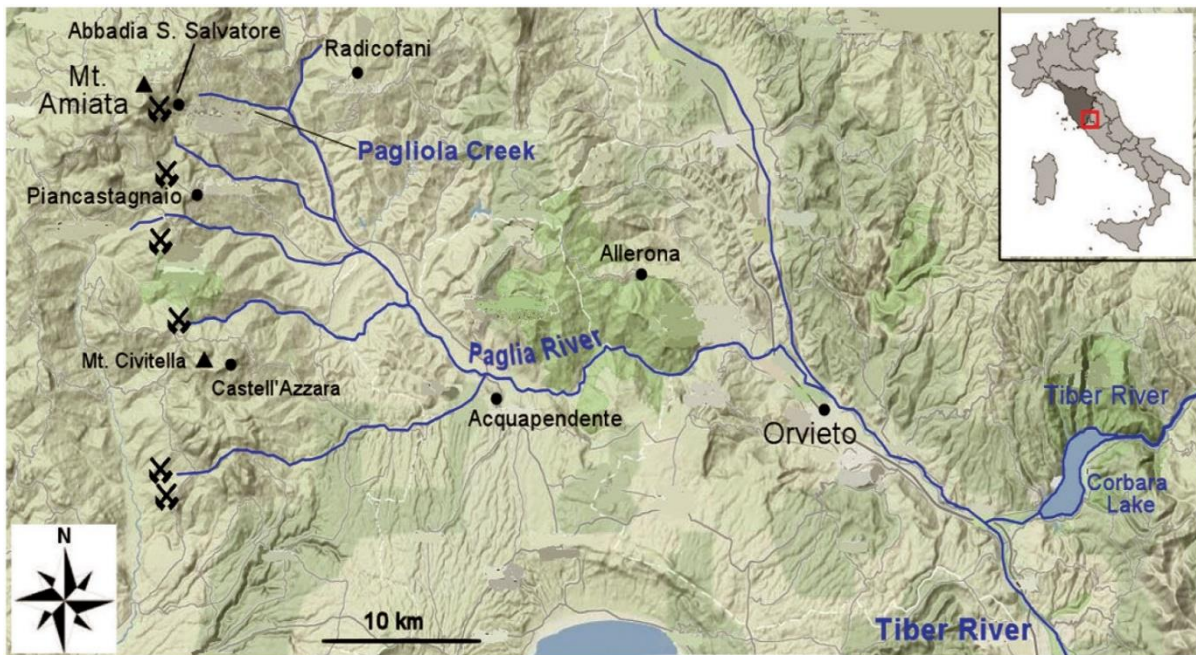 Abbadia S. Salvatore
Radicofani
Mt.
Amiata
Pagliola Creek
Piancastagnaio
Allerona
Paglia River
Mt. Civitella
Castell'Azzara
Acquapendente
Orvieto
Tiber River
Corbara
Lake
N
10 km
Tiber River